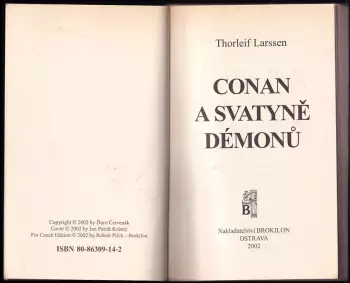 Copyright © 2002 by Ďuro Červenák
Cover © 2002 by Jan Patrik Krásný
For Czech Edition © 2002 by Robert Pilch – Brokilon
ISBN 80-86309-14-2
Thorleif Larssen
CONAN
A SVATYNĚ
DÉMONŮ
B
Nakladatelství BROKILON
OSTRAVA
2002